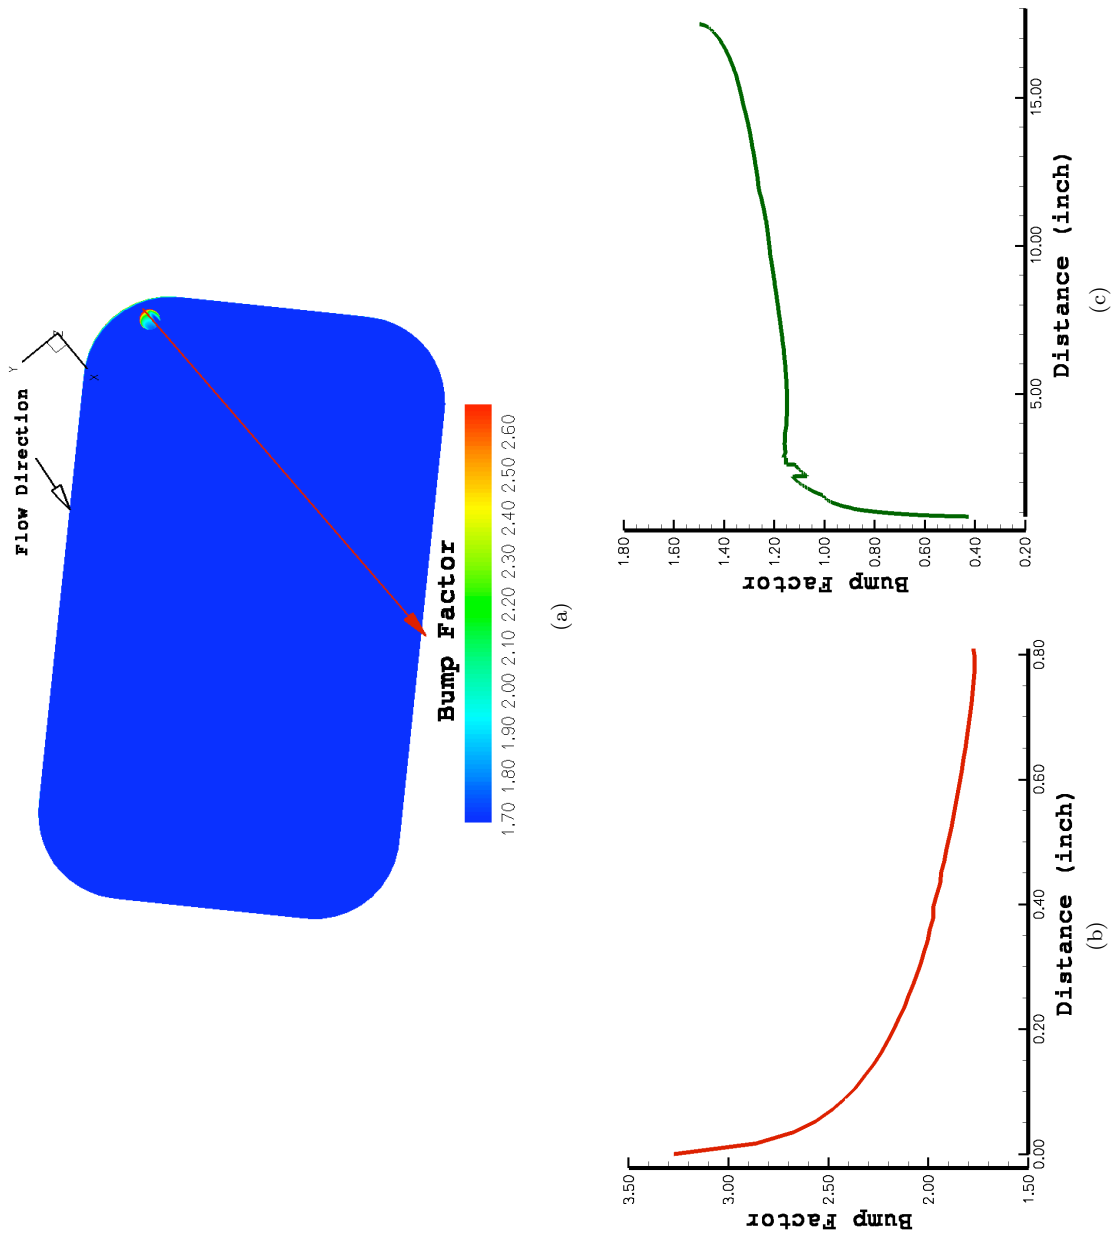 Flow Direction
Y
Z
X
Bump Factor
1.70 1.80 1.90 2.00 2.10 2.20 2.30 2.40 2.50 2.60
(a)
3.50
3.00
2.50
2.00
1.50
Bump Factor
0.00 0.20 0.40 0.60 0.80
Distance (inch)
(b)
1.80
1.60
1.40
1.20
1.00
0.80
0.60
0.40
0.20
Bump Factor
5.00 10.00 15.00
Distance (inch)
(c)